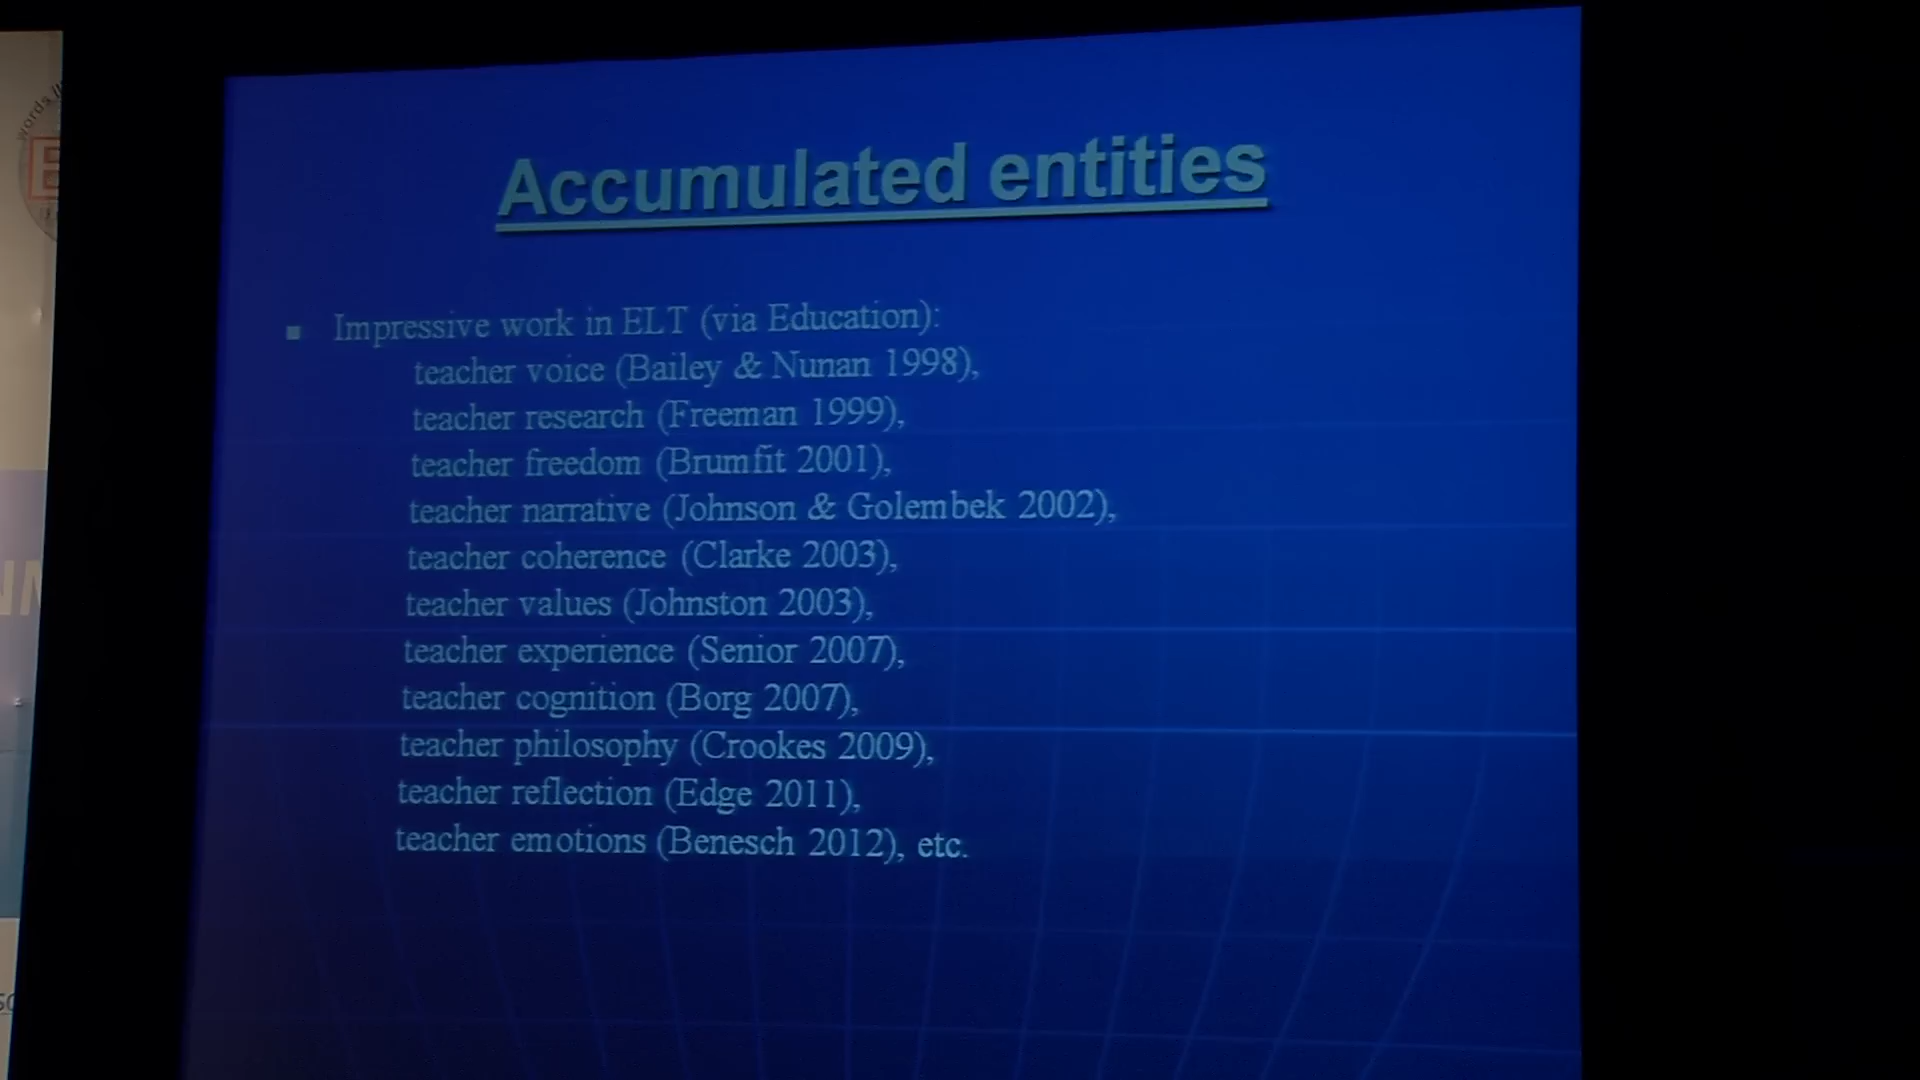 Accumulated entities
▪ Impressive work in ELT (via Education):
teacher voice (Bailey & Nunan 1998),
teacher research (Freeman 1999),
teacher freedom (Brumfit 2001),
teacher narrative (Johnson & Golembek 2002),
teacher coherence (Clarke 2003),
teacher values (Johnston 2003),
teacher experience (Senior 2007),
teacher cognition (Borg 2007),
teacher philosophy (Crookes 2009),
teacher reflection (Edge 2011),
teacher emotions (Benesch 2012), etc.
words